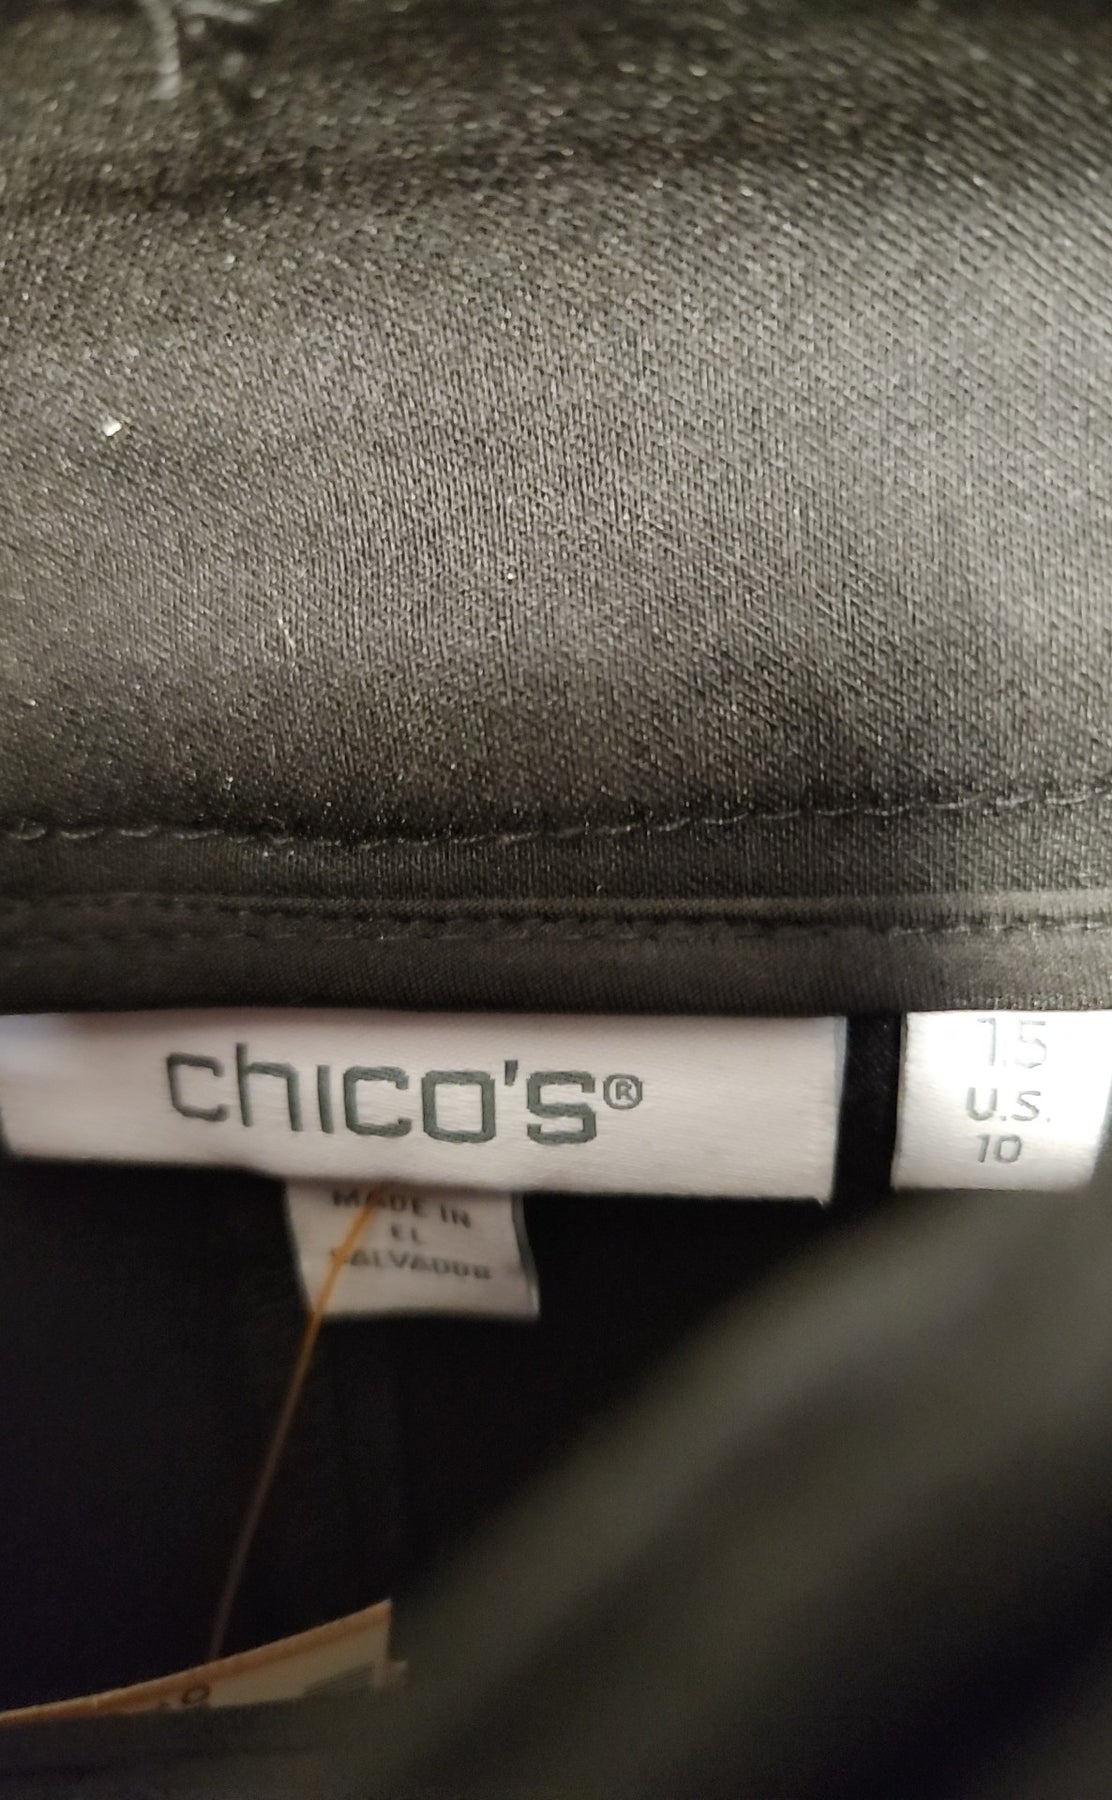 chico's®
1.5
U.S.
10
MADE IN
EL
SALVADOR